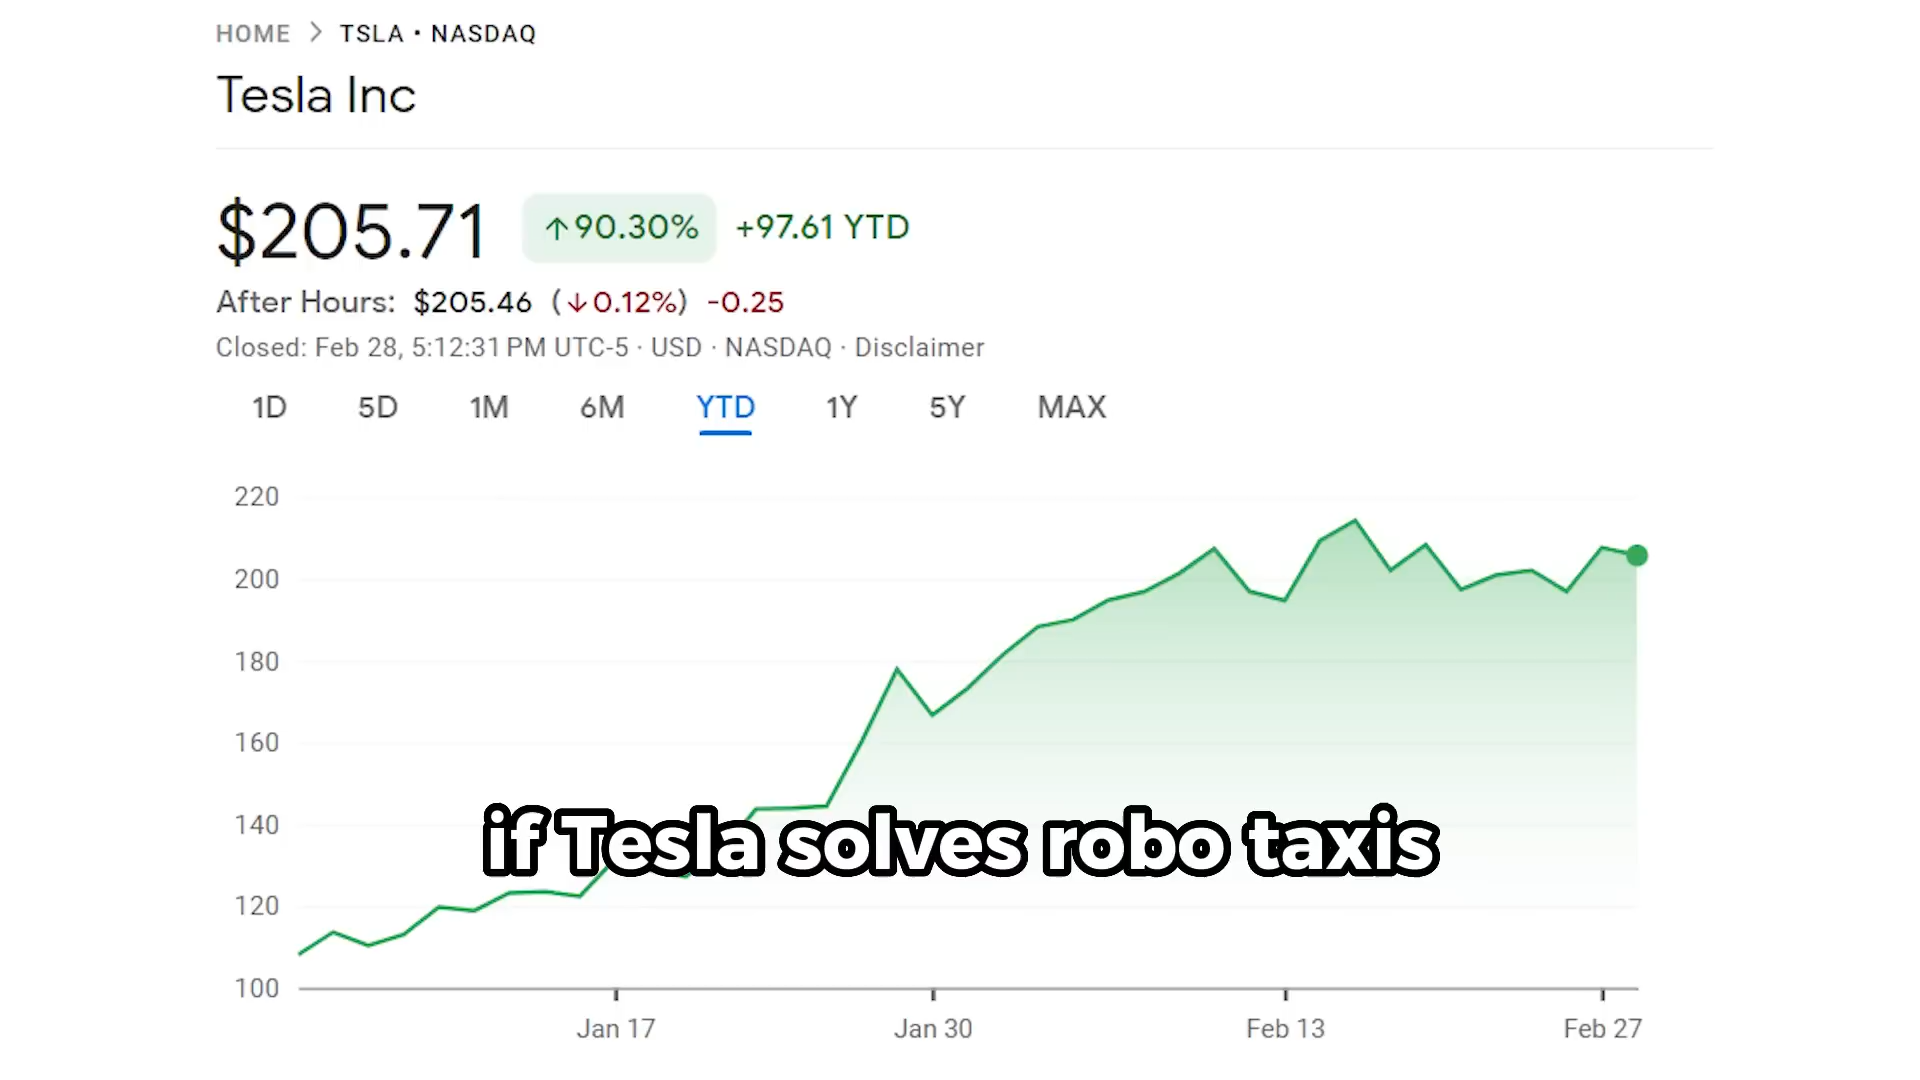 HOME > TSLA • NASDAQ
Tesla Inc
$205.71 ↑90.30% +97.61 YTD
After Hours: $205.46 (↓0.12%) -0.25
Closed: Feb 28, 5:12:31 PM UTC-5 · USD · NASDAQ · Disclaimer
1D 5D 1M 6M YTD 1Y 5Y MAX
220
200
180
160
140
120
100
if Tesla solves robo taxis
Jan 17 Jan 30 Feb 13 Feb 27